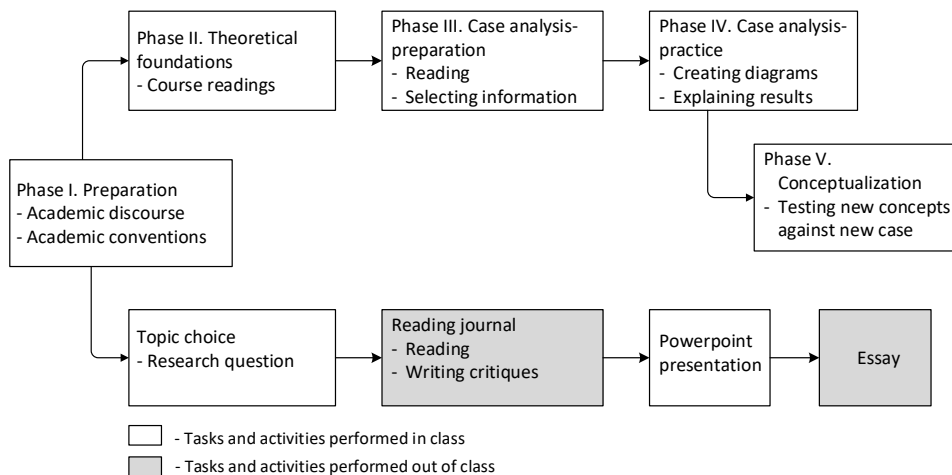 Phase II. Theoretical
foundations
- Course readings
Phase III. Case analysis-
preparation
- Reading
- Selecting information
Phase IV. Case analysis-
practice
- Creating diagrams
- Explaining results
Phase V.
Conceptualization
- Testing new concepts
against new case
Phase I. Preparation
- Academic discourse
- Academic conventions
Topic choice
- Research question
Reading journal
- Reading
- Writing critiques
Powerpoint
presentation
Essay
- Tasks and activities performed in class
- Tasks and activities performed out of class